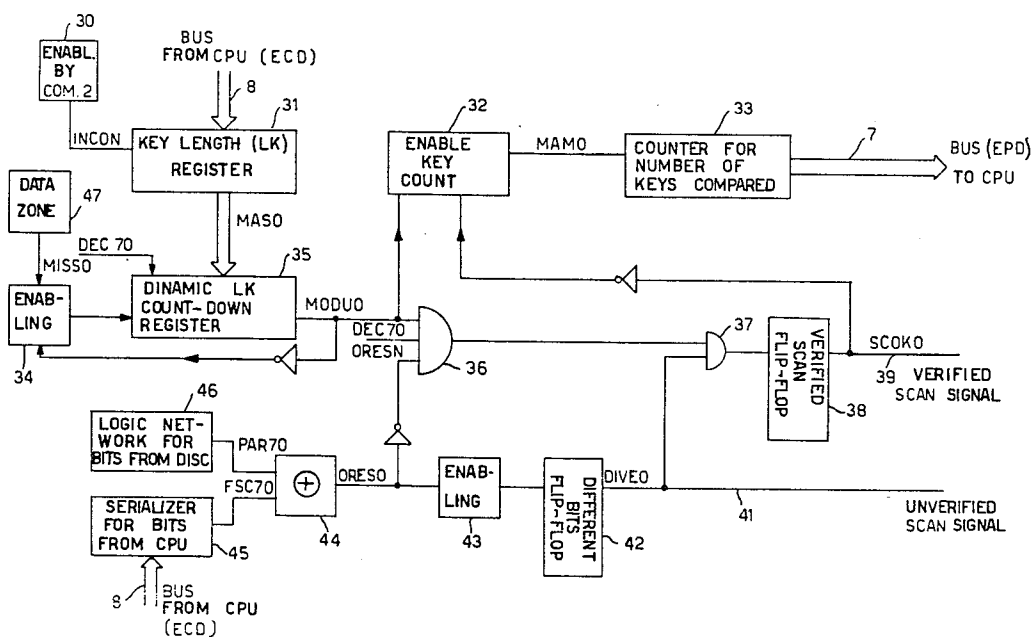 30
ENABL.
BY
COM. 2
BUS
FROM CPU (ECD)
8
31
INCON
KEY LENGTH (LK)
REGISTER
32
ENABLE
KEY
COUNT
MAMO
33
COUNTER FOR
NUMBER OF
KEYS COMPARED
7
BUS (EPD)
TO CPU
DATA
ZONE
47
MASO
DEC 70
MISSO
35
ENAB-
LING
34
DINAMIC LK
COUNT-DOWN
REGISTER
MODUO
DEC70
ORESN
36
37
VERIFIED
SCAN
FLIP-FLOP
38
SCOKO
39
VERIFIED
SCAN SIGNAL
46
LOGIC NET-
WORK FOR
BITS FROM DISC
PAR70
FSC70
ORESO
44
SERIALIZER
FOR BITS
FROM CPU
45
ENAB-
LING
43
DIFFERENT
BITS
FLIP-FLOP
42
DIVEO
41
UNVERIFIED
SCAN SIGNAL
8
BUS
FROM CPU
(ECD)